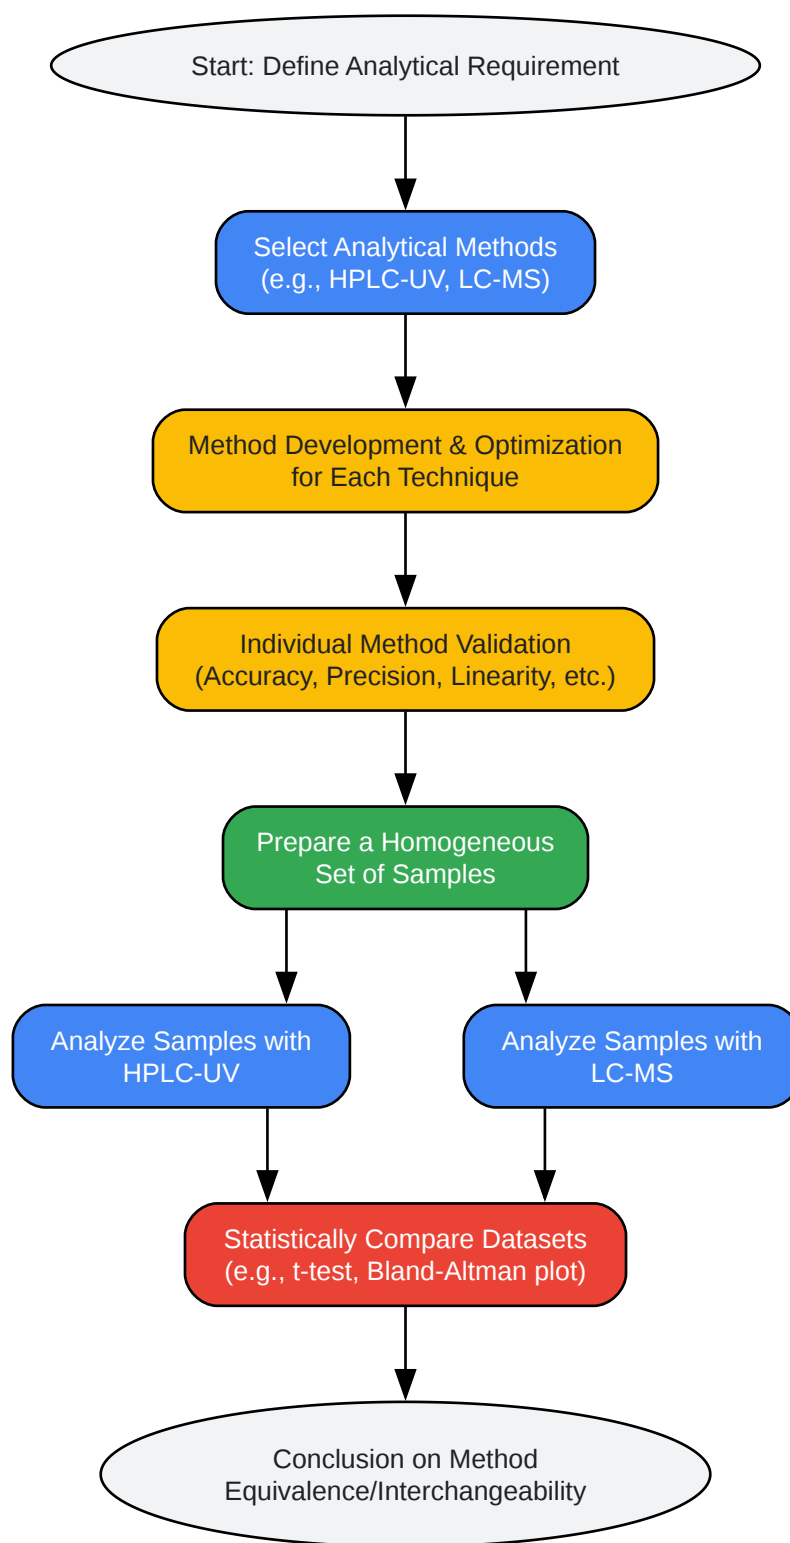 Start: Define Analytical Requirement
Select Analytical Methods
(e.g., HPLC-UV, LC-MS)
Method Development & Optimization
for Each Technique
Individual Method Validation
(Accuracy, Precision, Linearity, etc.)
Prepare a Homogeneous
Set of Samples
Analyze Samples with
HPLC-UV
Analyze Samples with
LC-MS
Statistically Compare Datasets
(e.g., t-test, Bland-Altman plot)
Conclusion on Method
Equivalence/Interchangeability